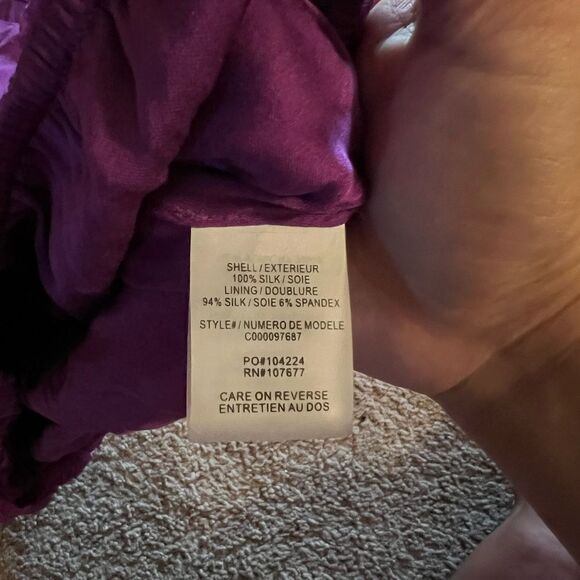 SHELL/EXTERIEUR
100% SILK/SOIE
LINING/DOUBLURE
94% SILK/SOIE 6% SPANDEX
STYLE#/NUMERO DE MODELE
C000097687
PO#104224
RN#107677
CARE ON REVERSE
ENTRETIEN AU DOS